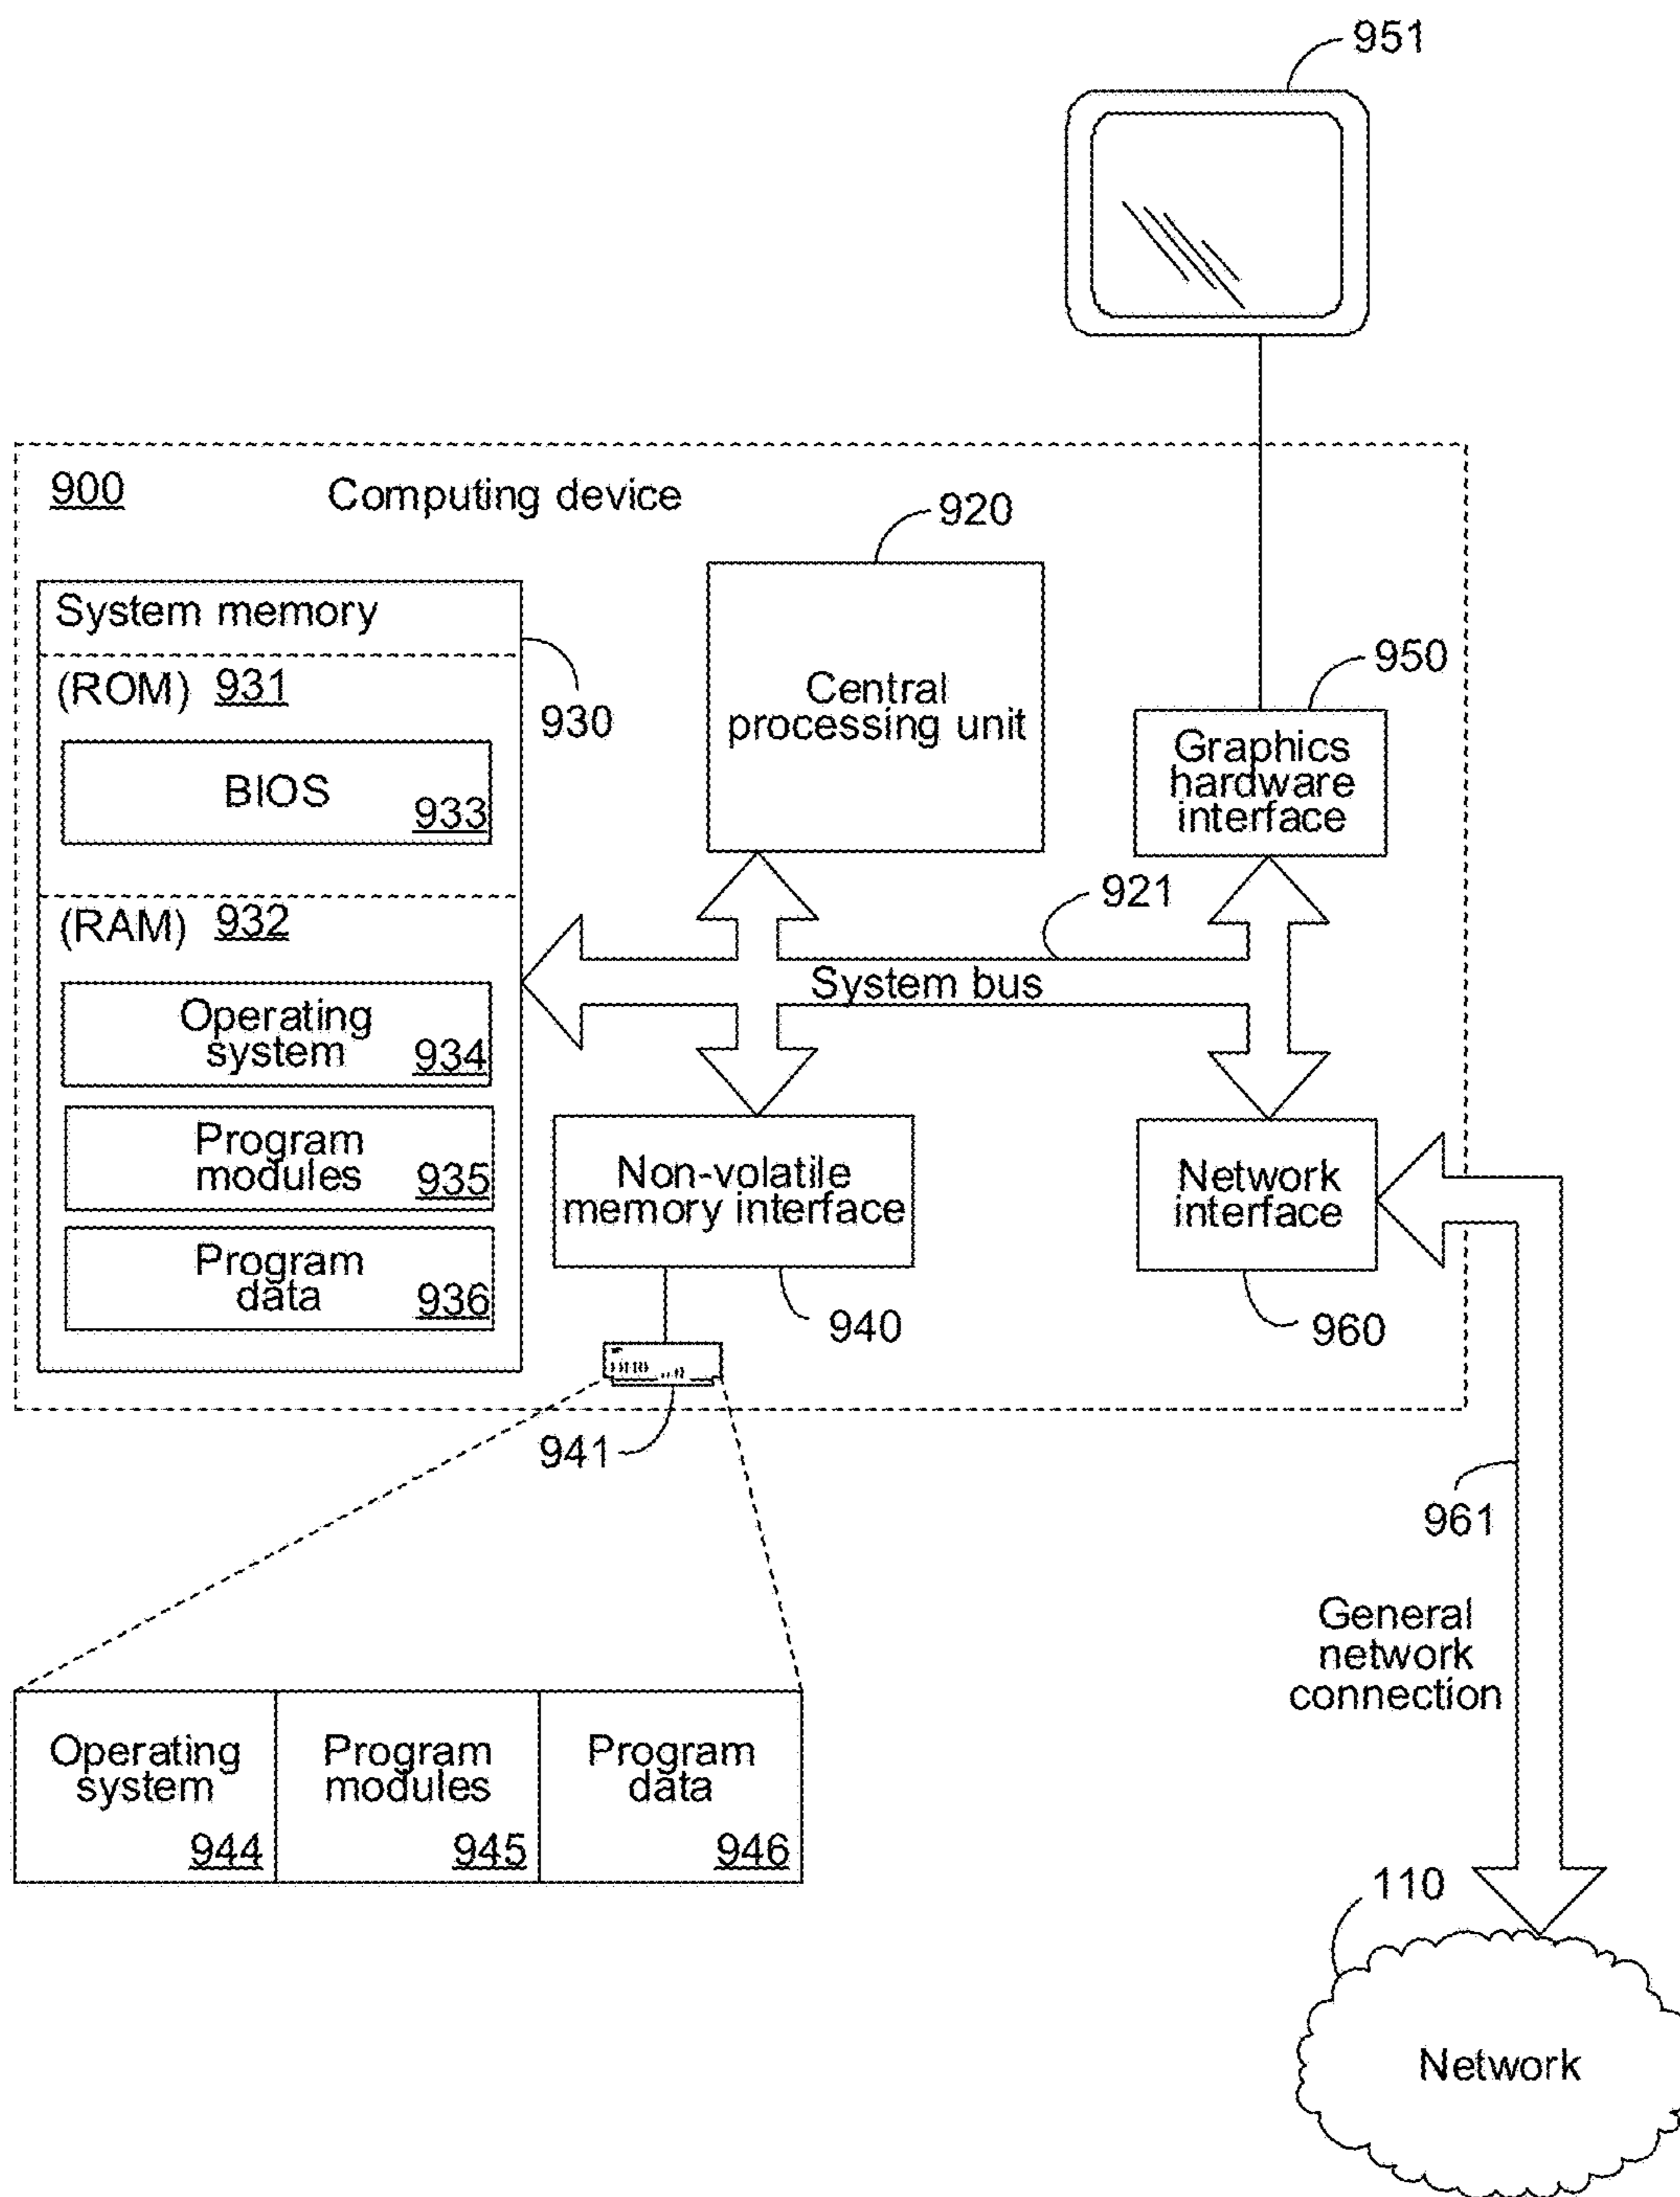 951
900
Computing device
920
System memory
(ROM) 931
930
BIOS
933
Central
processing unit
950
Graphics
hardware
interface
921
(RAM) 932
System bus
Operating
system
934
Program
modules
935
Program
data
936
Non-volatile
memory interface
940
Network
interface
960
941
961
General
network
connection
Operating
system
944
Program
modules
945
Program
data
946
110
Network